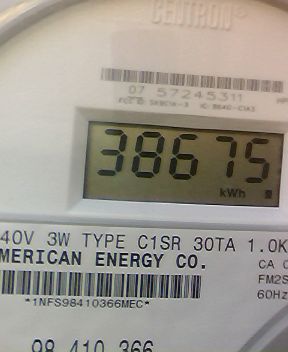 CENTRON®
07 57245311
38675
kWh
40V 3W TYPE C1SR 30TA 1.0K
MERICAN ENERGY CO.
CA 0
FM2S
60Hz
*1NFS98410366MEC*
98 410 366